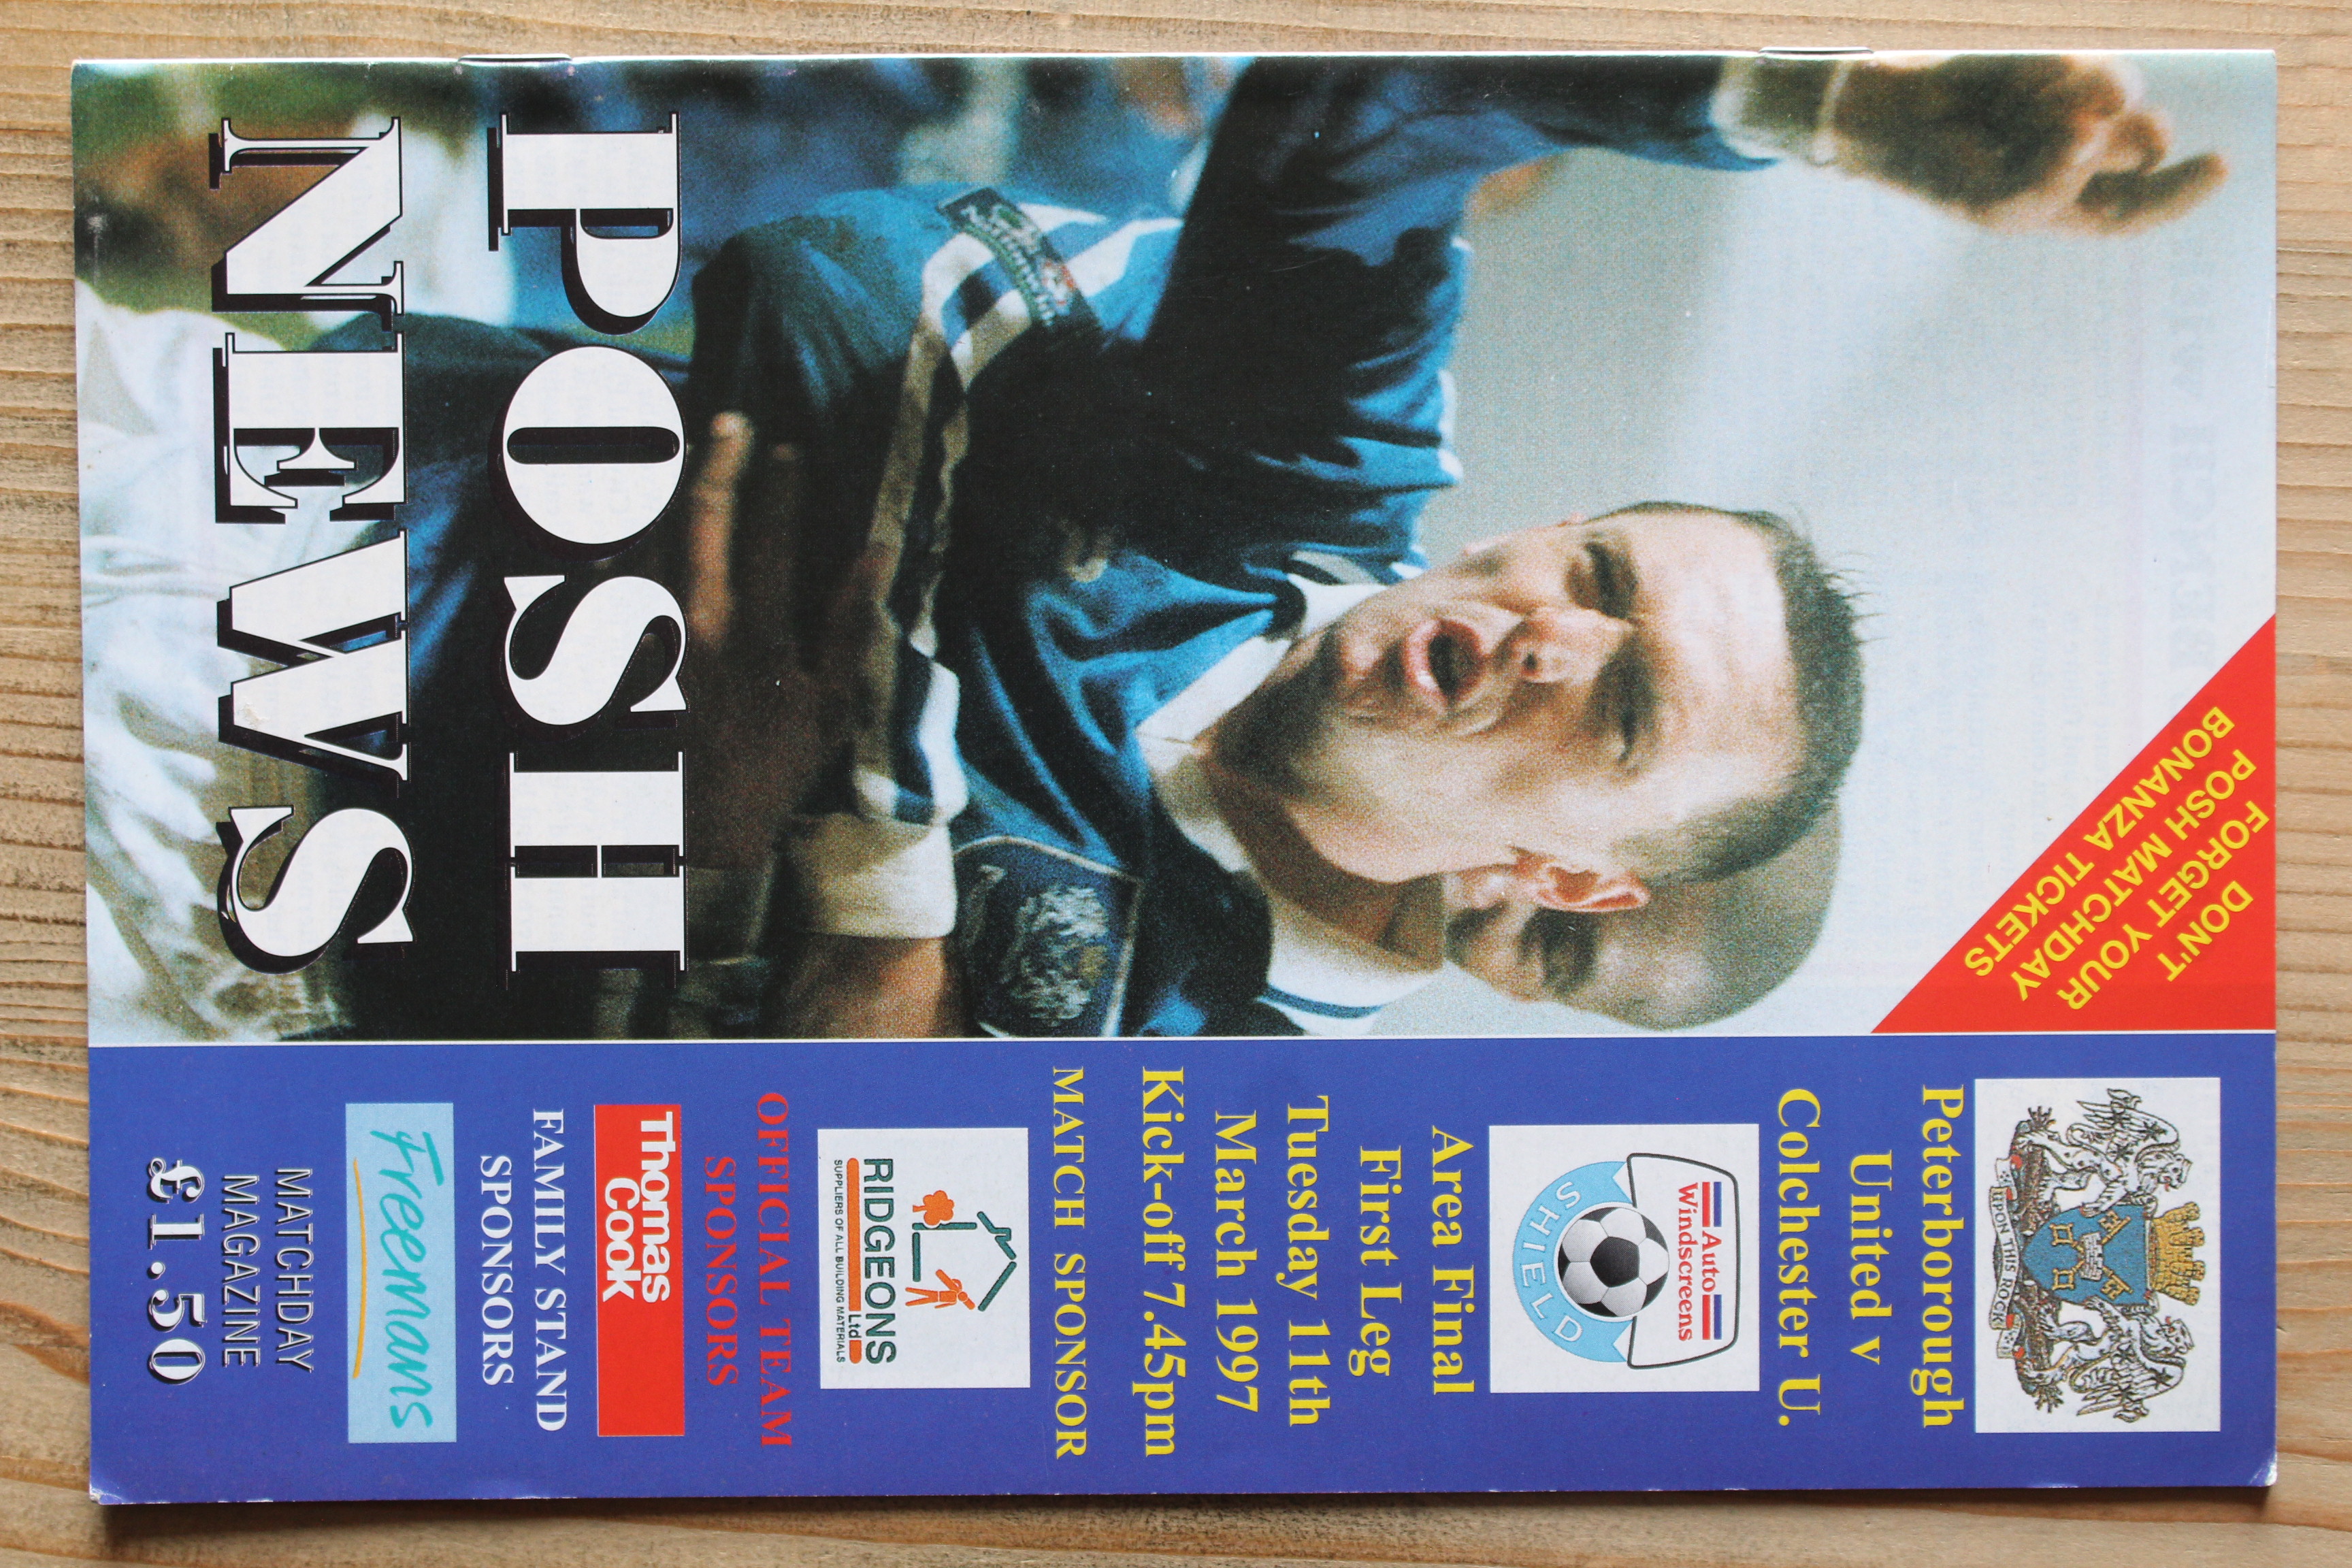 DON'T
FORGET YOUR
POSH MATCHDAY
BONANZA TICKETS
POSH
NEWS
UPON THIS ROCK
Peterborough
United v
Colchester U.
Auto
Windscreens
SHIELD
Area Final
First Leg
Tuesday 11th
March 1997
Kick-off 7.45pm
MATCH SPONSOR
RIDGEONS
Ltd
SUPPLIERS OF ALL BUILDING MATERIALS
OFFICIAL TEAM
SPONSORS
Thomas
Cook
FAMILY STAND
SPONSORS
Freemans
MATCHDAY
MAGAZINE
£1.50